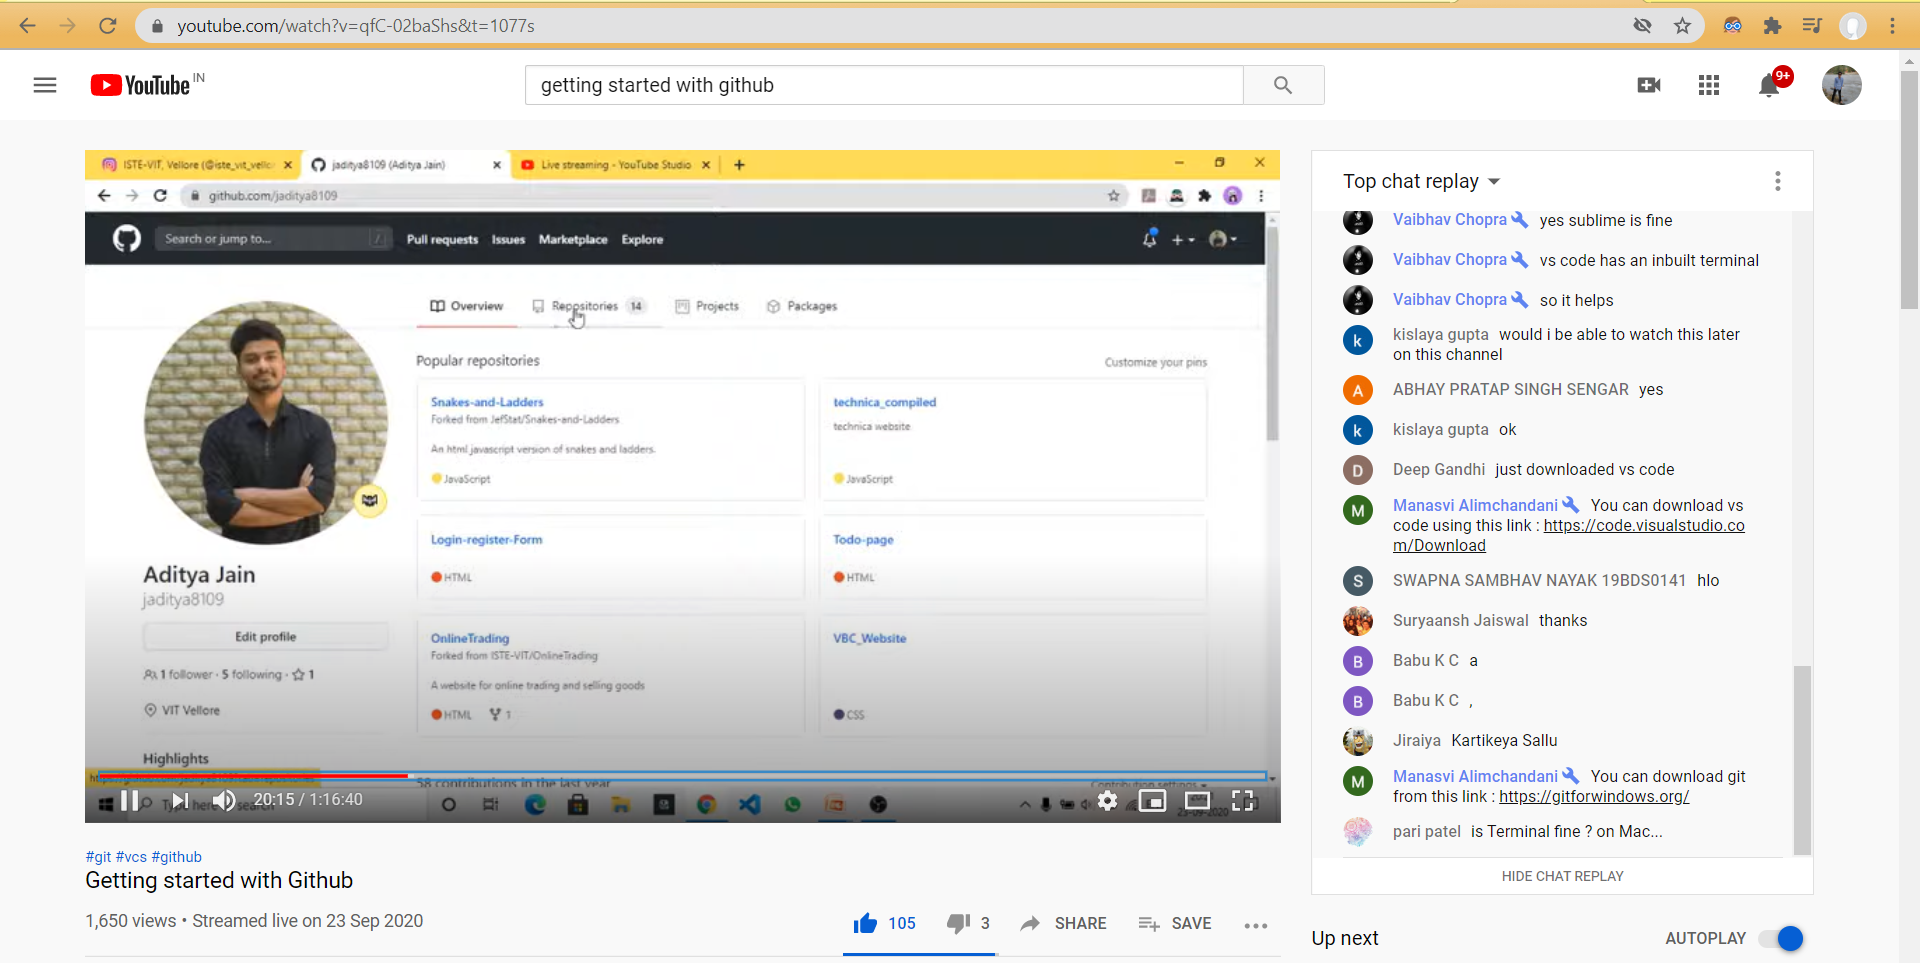 youtube.com/watch?v=qfC-02baShs&t=1077s
YouTube IN
getting started with github
9+
ISTE-VIT, Vellore (@iste_vit_vello
jaditya8109 (Aditya Jain)
Live streaming - YouTube Studio
github.com/jaditya8109
Search or jump to...
/
Pull requests Issues Marketplace Explore
Overview Repositories 14 Projects Packages
Popular repositories
Customize your pins
Snakes-and-Ladders
Forked from JefStat/Snakes-and-Ladders
An html javascript version of snakes and ladders.
JavaScript
technica_compiled
technica website
JavaScript
Login-register-Form
HTML
Todo-page
HTML
OnlineTrading
Forked from ISTE-VIT/OnlineTrading
A website for online trading and selling goods
HTML 1
VBC_Website
CSS
Aditya Jain
jaditya8109
Edit profile
1 follower · 5 following · 1
VIT Vellore
Highlights
58 contributions in the last year
Contribution settings
Type here to search
20:15 / 1:16:40
23-09-2020
#git #vcs #github
Getting started with Github
1,650 views • Streamed live on 23 Sep 2020
105
3
SHARE
SAVE
Top chat replay
Vaibhav Chopra yes sublime is fine
Vaibhav Chopra vs code has an inbuilt terminal
Vaibhav Chopra so it helps
k
kislaya gupta would i be able to watch this later
on this channel
A
ABHAY PRATAP SINGH SENGAR yes
k
kislaya gupta ok
D
Deep Gandhi just downloaded vs code
M
Manasvi Alimchandani You can download vs
code using this link : https://code.visualstudio.co
m/Download
S
SWAPNA SAMBHAV NAYAK 19BDS0141 hlo
Suryaansh Jaiswal thanks
B
Babu K C a
B
Babu K C ,
Jiraiya Kartikeya Sallu
M
Manasvi Alimchandani You can download git
from this link : https://gitforwindows.org/
pari patel is Terminal fine ? on Mac...
HIDE CHAT REPLAY
Up next
AUTOPLAY